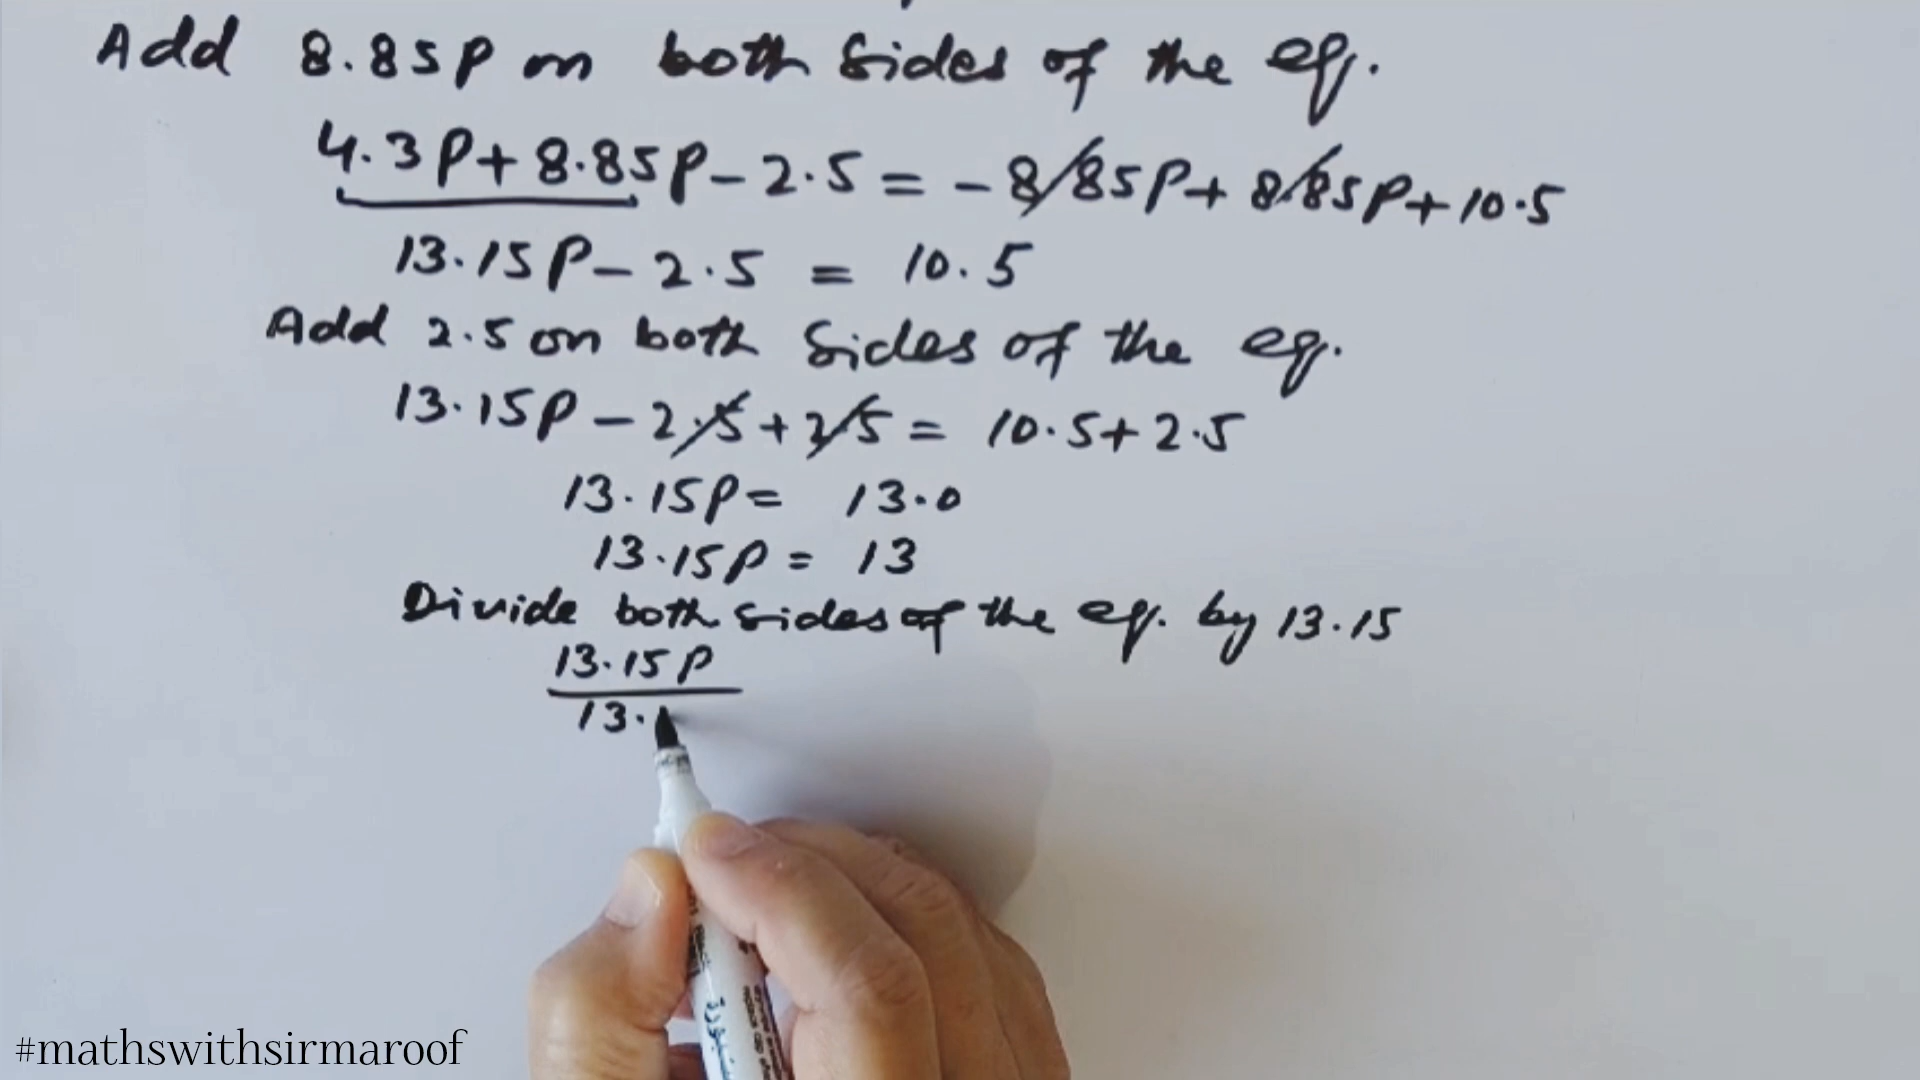 Add 8.85P on both sides of the eq.
4.3P+8.85P-2.5 = -8.85P+8.85P+10.5
13.15P-2.5 = 10.5
Add 2.5 on both sides of the eq.
13.15P-2.5+2.5 = 10.5+2.5
13.15P = 13.0
13.15P = 13
Divide both sides of the eq. by 13.15
13.15P
13.1
#mathswithsirmaroof